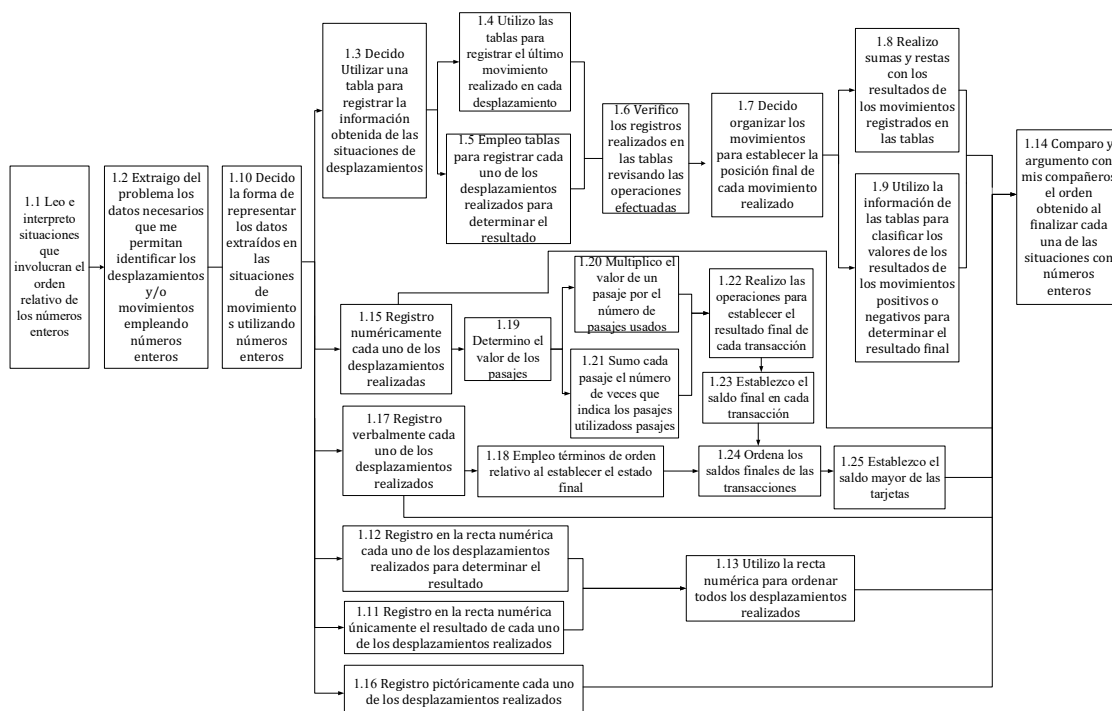 1.1 Leo e
interpreto
situaciones
que
involucran el
orden
relativo de
los números
enteros
1.2 Extraigo del
problema los
datos necesarios
que me
permitan
identificar los
desplazamientos
y/o
movimientos
empleando
números
enteros
1.10 Decido
la forma de
representar
los datos
extraídos en
las
situaciones
de
movimiento
s utilizando
números
enteros
1.3 Decido
Utilizar una
tabla para
registrar la
información
obtenida de las
situaciones de
desplazamientos
1.4 Utilizo las
tablas para
registrar el último
movimiento
realizado en cada
desplazamiento
1.5 Empleo tablas
para registrar cada
uno de los
desplazamientos
realizados para
determinar el
resultado
1.6 Verifico
los registros
realizados en
las tablas
revisando las
operaciones
efectuadas
1.7 Decido
organizar los
movimientos
para establecer la
posición final
de cada movimiento
realizado
1.8 Realizo
sumas y restas
con los
resultados de
los movimientos
registrados en
las tablas
1.9 Utilizo la
información de
las tablas para
clasificar los
valores de los
resultados de
los movimientos
positivos o
negativos para
determinar el
resultado final
1.14 Comparo y
argumento con
mis compañeros
el orden
obtenido al
finalizar cada
una de las
situaciones con
números
enteros
1.15 Registro
numéricamente
cada uno de los
desplazamientos
realizadas
1.19
Determino el
valor de los
pasajes
1.20 Multiplico el
valor de un
pasaje por el
número de
pasajes usados
1.21 Sumo cada
pasaje el número
de veces que
indica los pasajes
utilizadoss pasajes
1.22 Realizo las
operaciones para
establecer el
resultado final de
cada transacción
1.23 Establezco el
saldo final en cada
transacción
1.17 Registro
verbalmente cada
uno de los
desplazamientos
realizados
1.18 Empleo términos de orden
relativo al establecer el estado
final
1.24 Ordena los
saldos finales de las
transacciones
1.25 Establezco el
saldo mayor de las
tarjetas
1.12 Registro en la recta numérica
cada uno de los desplazamientos
realizados para determinar el
resultado
1.11 Registro en la recta numérica
únicamente el resultado de cada uno
de los desplazamientos realizados
1.13 Utilizo la recta
numérica para ordenar
todos los desplazamientos
realizados
1.16 Registro pictóricamente cada uno
de los desplazamientos realizados